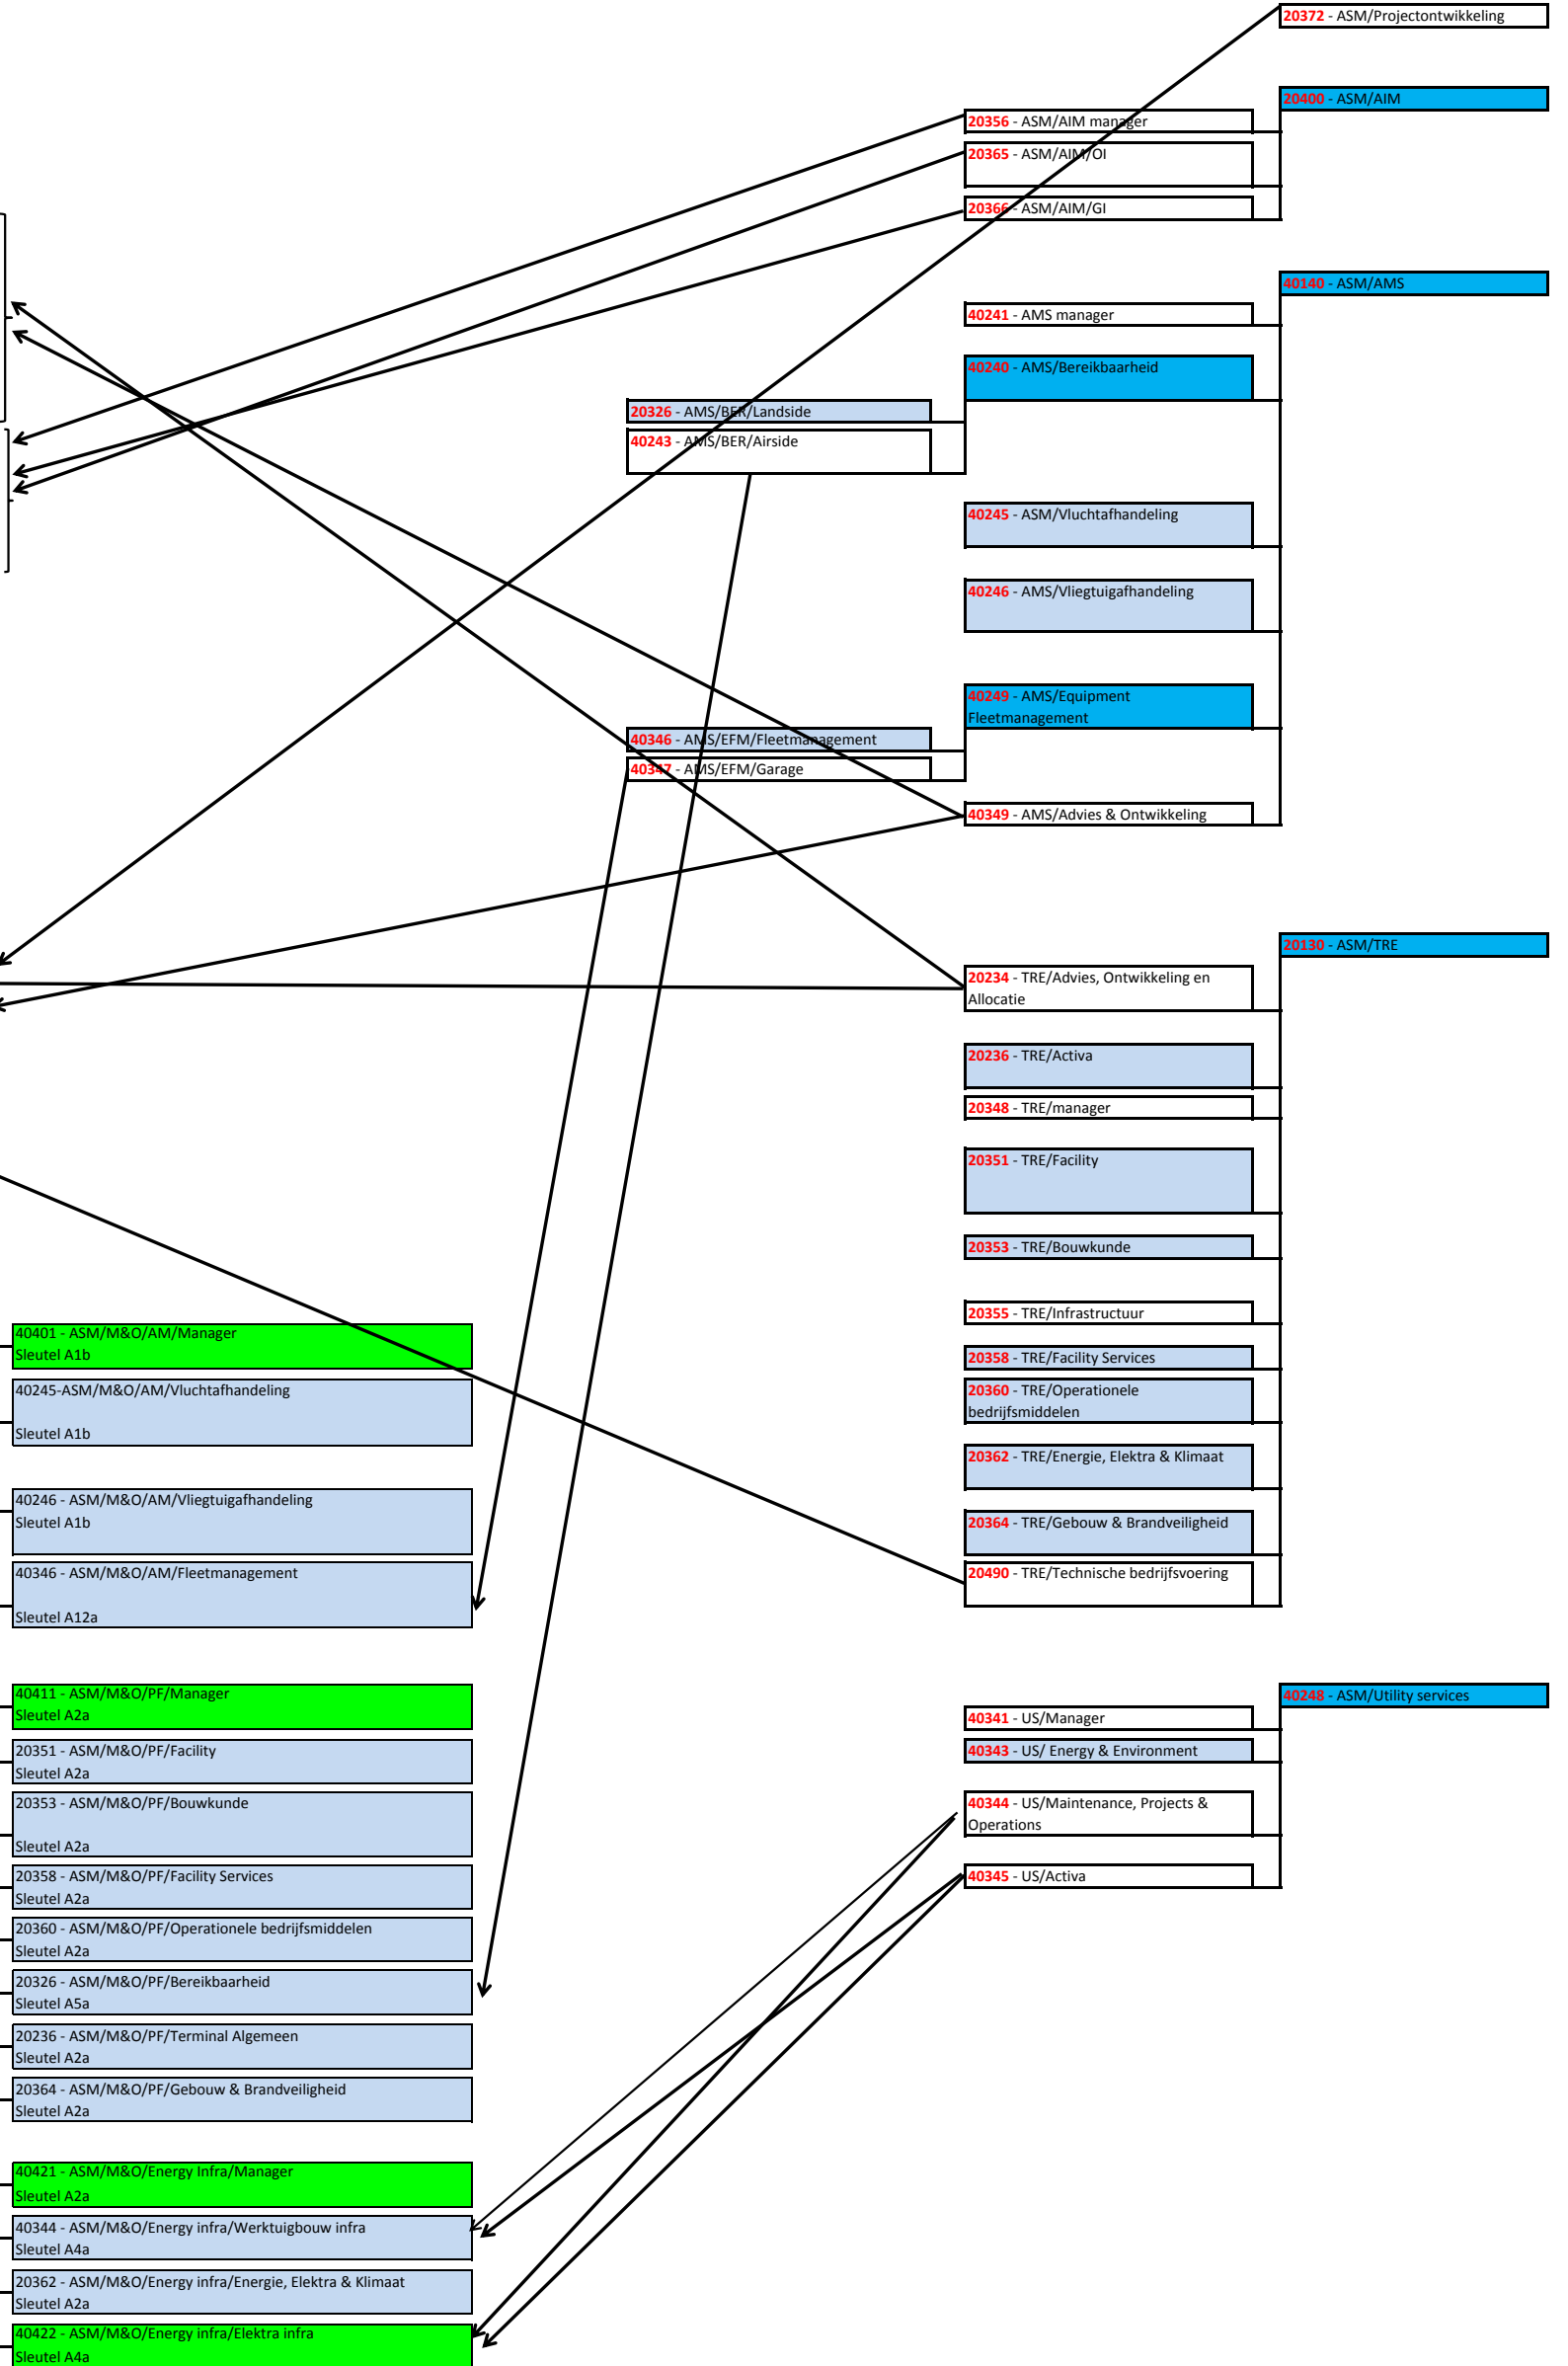 20372 - ASM/Projectontwikkeling
20400 - ASM/AIM
20356 - ASM/AIM manager
20365 - ASM/AIM/OI
20366 - ASM/AIM/GI
40140 - ASM/AMS
40241 - AMS manager
40240 - AMS/Bereikbaarheid
20326 - AMS/BER/Landside
40243 - AMS/BER/Airside
40245 - ASM/Vluchtafhandeling
40246 - AMS/Vliegtuigafhandeling
40249 - AMS/Equipment
Fleetmanagement
40346 - AMS/EFM/Fleetmanagement
40347 - AMS/EFM/Garage
40349 - AMS/Advies & Ontwikkeling
20130 - ASM/TRE
20234 - TRE/Advies, Ontwikkeling en
Allocatie
20236 - TRE/Activa
20348 - TRE/manager
20351 - TRE/Facility
20353 - TRE/Bouwkunde
20355 - TRE/Infrastructuur
20358 - TRE/Facility Services
20360 - TRE/Operationele
bedrijfsmiddelen
20362 - TRE/Energie, Elektra & Klimaat
20364 - TRE/Gebouw & Brandveiligheid
20490 - TRE/Technische bedrijfsvoering
40401 - ASM/M&O/AM/Manager
Sleutel A1b
40245-ASM/M&O/AM/Vluchtafhandeling
Sleutel A1b
40246 - ASM/M&O/AM/Vliegtuigafhandeling
Sleutel A1b
40346 - ASM/M&O/AM/Fleetmanagement
Sleutel A12a
40411 - ASM/M&O/PF/Manager
Sleutel A2a
20351 - ASM/M&O/PF/Facility
Sleutel A2a
20353 - ASM/M&O/PF/Bouwkunde
Sleutel A2a
20358 - ASM/M&O/PF/Facility Services
Sleutel A2a
20360 - ASM/M&O/PF/Operationele bedrijfsmiddelen
Sleutel A2a
20326 - ASM/M&O/PF/Bereikbaarheid
Sleutel A5a
20236 - ASM/M&O/PF/Terminal Algemeen
Sleutel A2a
20364 - ASM/M&O/PF/Gebouw & Brandveiligheid
Sleutel A2a
40421 - ASM/M&O/Energy Infra/Manager
Sleutel A2a
40344 - ASM/M&O/Energy infra/Werktuigbouw infra
Sleutel A4a
20362 - ASM/M&O/Energy infra/Energie, Elektra & Klimaat
Sleutel A2a
40422 - ASM/M&O/Energy infra/Elektra infra
Sleutel A4a
40248 - ASM/Utility services
40341 - US/Manager
40343 - US/ Energy & Environment
40344 - US/Maintenance, Projects &
Operations
40345 - US/Activa